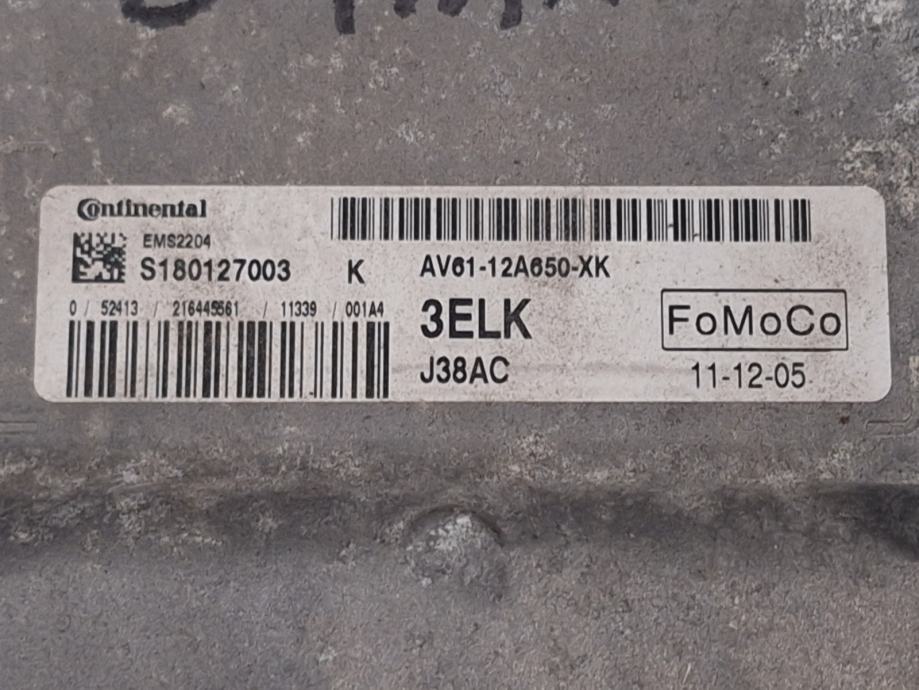 Continental
EMS2204
S180127003 K
0 / 52413 / 216445561 / 11339 / 001A4
AV61-12A650-XK
3ELK
J38AC
FoMoCo
11-12-05